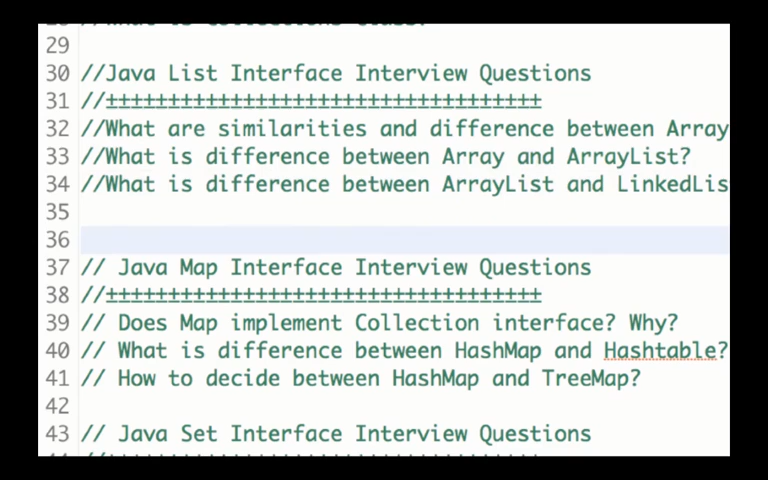 29
30 //Java List Interface Interview Questions
31 //±±±±±±±±±±±±±±±±±±±±±±±±±±±±±±±±±±±
32 //What are similarities and difference between Array
33 //What is difference between Array and ArrayList?
34 //What is difference between ArrayList and LinkedLis
35
36
37 // Java Map Interface Interview Questions
38 //±±±±±±±±±±±±±±±±±±±±±±±±±±±±±±±±±±±
39 // Does Map implement Collection interface? Why?
40 // What is difference between HashMap and Hashtable?
41 // How to decide between HashMap and TreeMap?
42
43 // Java Set Interface Interview Questions